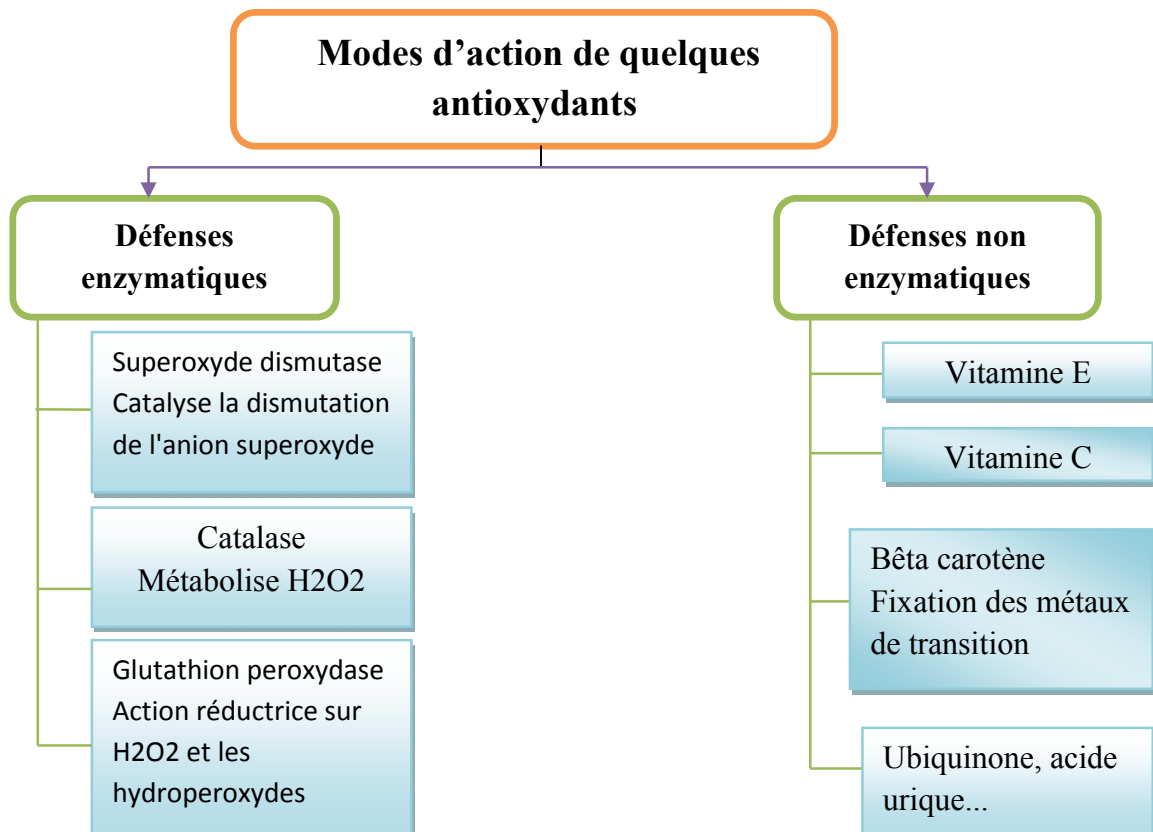 Modes d’action de quelques
antioxydants
Défenses
enzymatiques
Superoxyde dismutase
Catalyse la dismutation
de l'anion superoxyde
Catalase
Métabolise H2O2
Glutathion peroxydase
Action réductrice sur
H2O2 et les
hydroperoxydes
Défenses non
enzymatiques
Vitamine E
Vitamine C
Bêta carotène
Fixation des métaux
de transition
Ubiquinone, acide
urique...